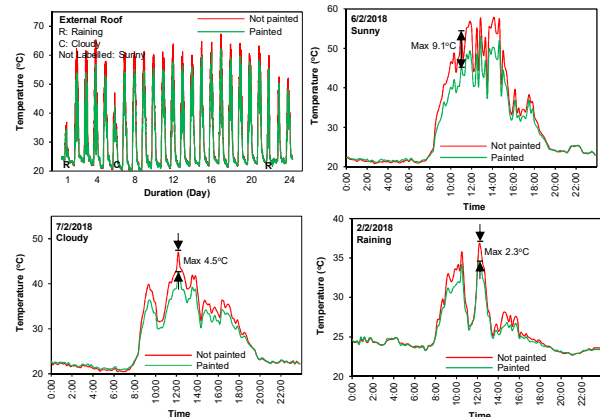 External Roof
R: Raining
C: Cloudy
Not Labelled: Sunny
Not painted
Painted
Temperature (°C)
80
70
60
50
40
30
20
R
C
R
1
4
8
12
16
20
24
Duration (Day)
6/2/2018
Sunny
Max 9.1°C
Not painted
Painted
Temperature (°C)
60
50
40
30
20
0:00
2:00
4:00
6:00
8:00
10:00
12:00
14:00
16:00
18:00
20:00
22:00
Time
7/2/2018
Cloudy
Max 4.5°C
Not painted
Painted
Temperature (°C)
50
40
30
20
0:00
2:00
4:00
6:00
8:00
10:00
12:00
14:00
16:00
18:00
20:00
22:00
Time
2/2/2018
Raining
Max 2.3°C
Not painted
Painted
Temperature (°C)
40
35
30
25
20
0:00
2:00
4:00
6:00
8:00
10:00
12:00
14:00
16:00
18:00
20:00
22:00
Time